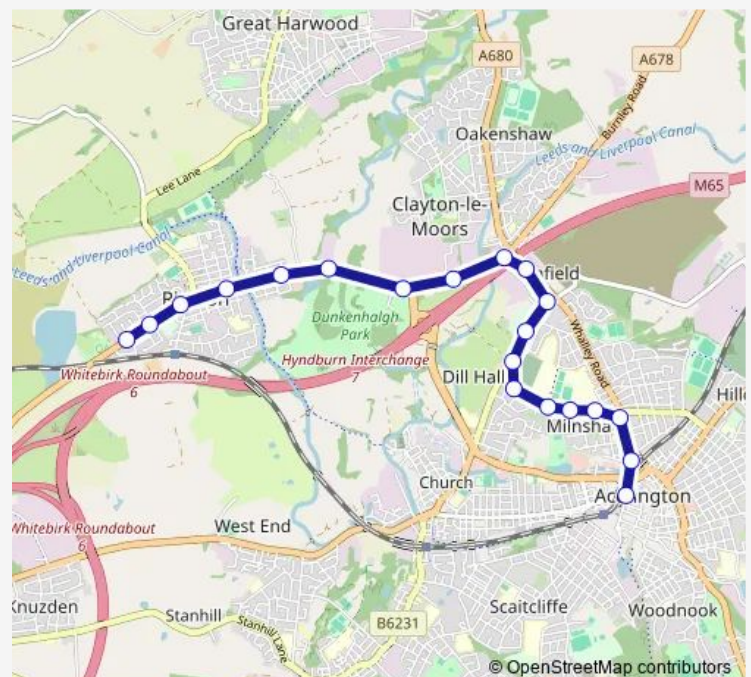 Great Harwood
A680
A678
Burnley Road
Oakenshaw
Leeds and Liverpool Canal
M65
Lee Lane
Clayton-le-
Moors
Leeds and Liverpool Canal
Dunkenhalgh
Park
Hyndburn Interchange
7
Whalley Road
Whitebirk Roundabout
6
Dill Hall
Milnsha
Church
Whitebirk Roundabout
6
West End
Knuzden
Stanhill
Stanhill Lane
B6231
Scaitcliffe
Woodnook
© OpenStreetMap contributors